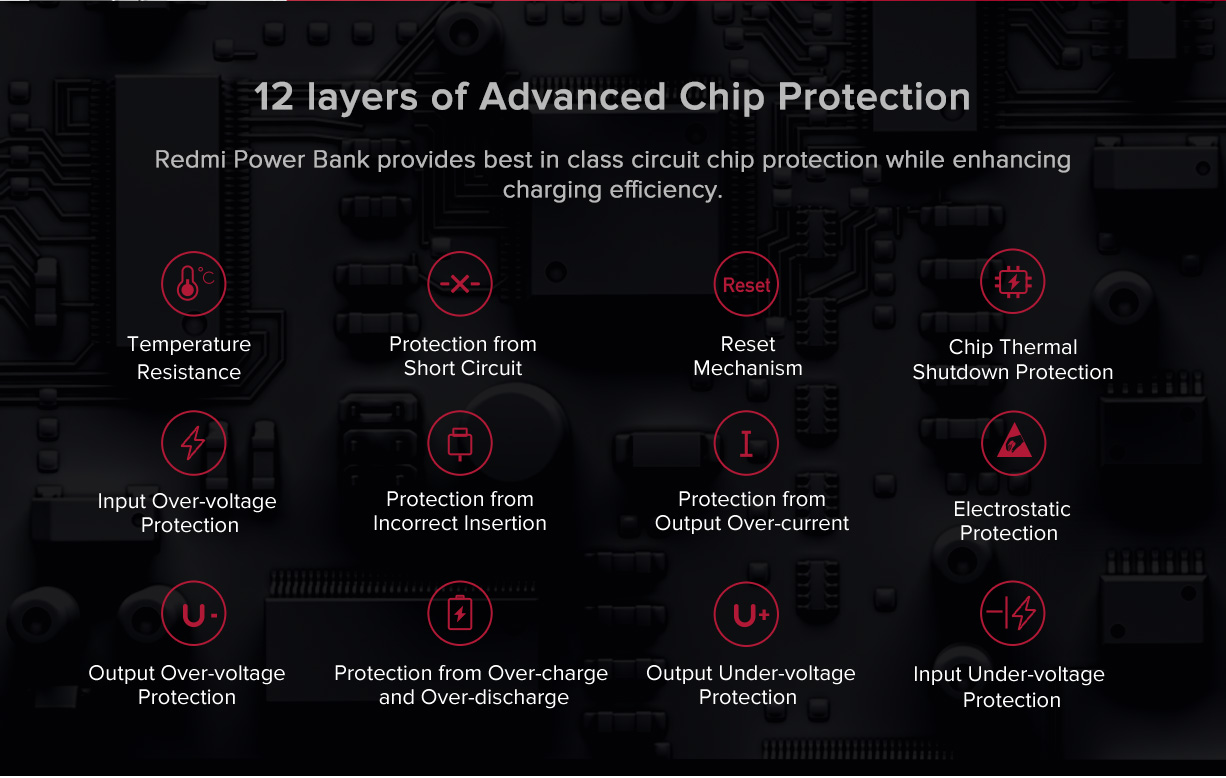 12 layers of Advanced Chip Protection
Redmi Power Bank provides best in class circuit chip protection while enhancing
charging efficiency.
°C
Temperature
Resistance
-X-
Protection from
Short Circuit
Reset
Reset
Mechanism
Chip Thermal
Shutdown Protection
Input Over-voltage
Protection
Protection from
Incorrect Insertion
I
Protection from
Output Over-current
Electrostatic
Protection
U-
Output Over-voltage
Protection
Protection from Over-charge
and Over-discharge
U+
Output Under-voltage
Protection
Input Under-voltage
Protection